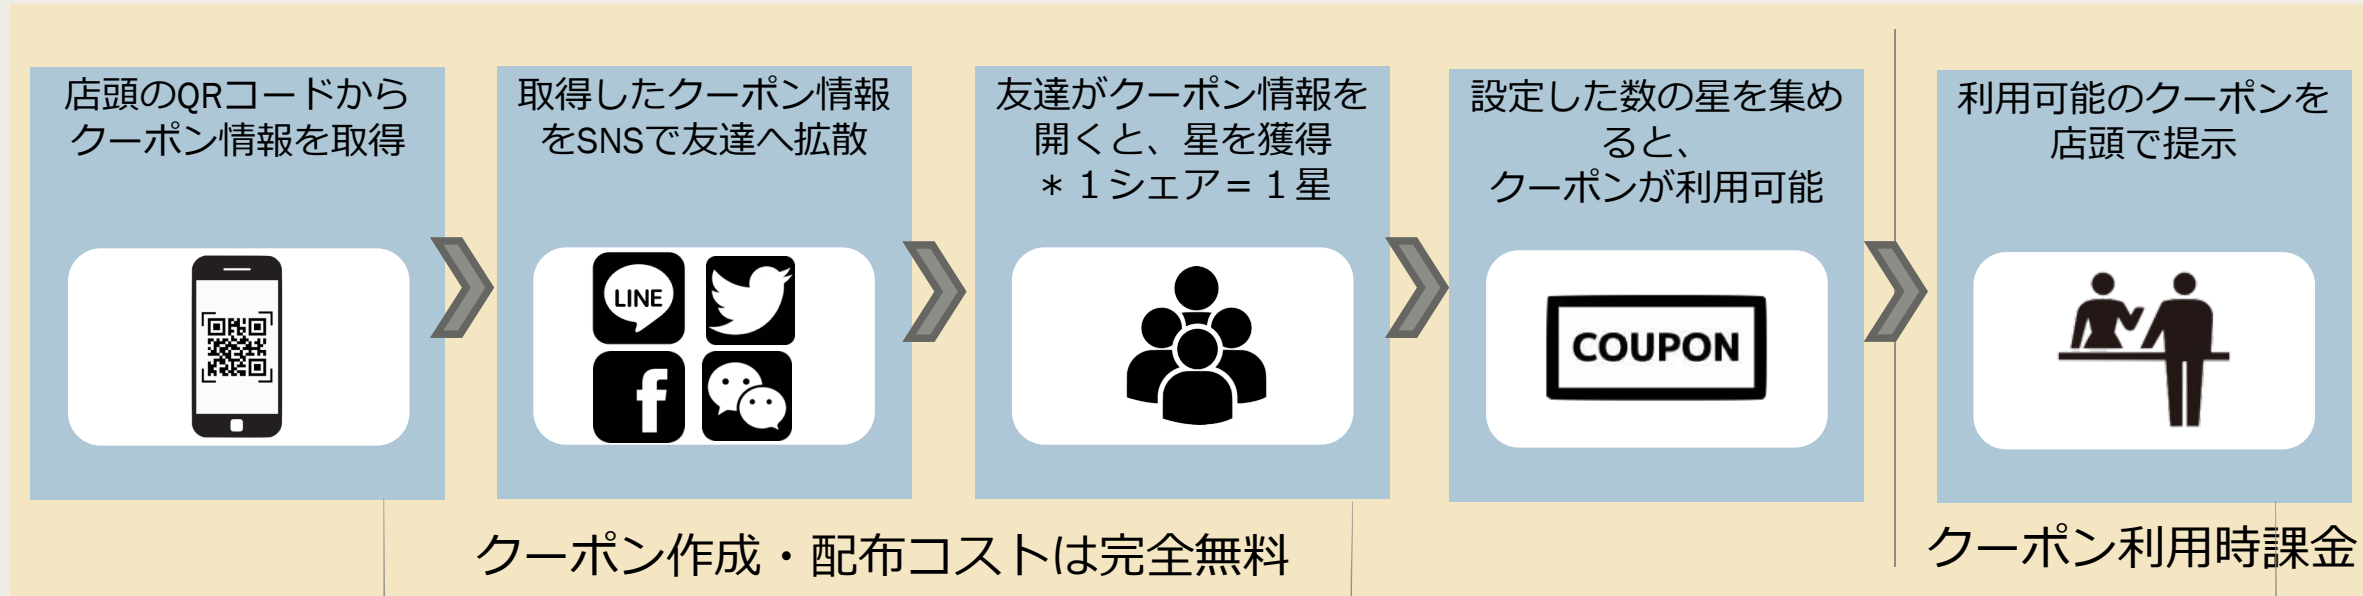 店頭のQRコードから
クーポン情報を取得
取得したクーポン情報
をSNSで友達へ拡散
友達がクーポン情報を
開くと、星を獲得
＊１シェア＝１星
設定した数の星を集め
ると、
クーポンが利用可能
利用可能のクーポンを
店頭で提示
LINE
COUPON
クーポン作成・配布コストは完全無料
クーポン利用時課金